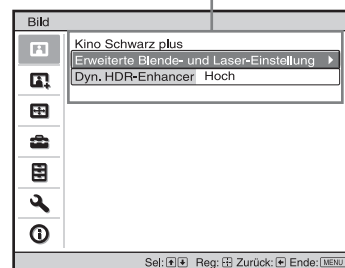 Bild
Kino Schwarz plus
Erweiterte Blende- und Laser-Einstellung
Dyn. HDR-Enhancer Hoch
Sel: Reg: Zurück: Ende: MENU